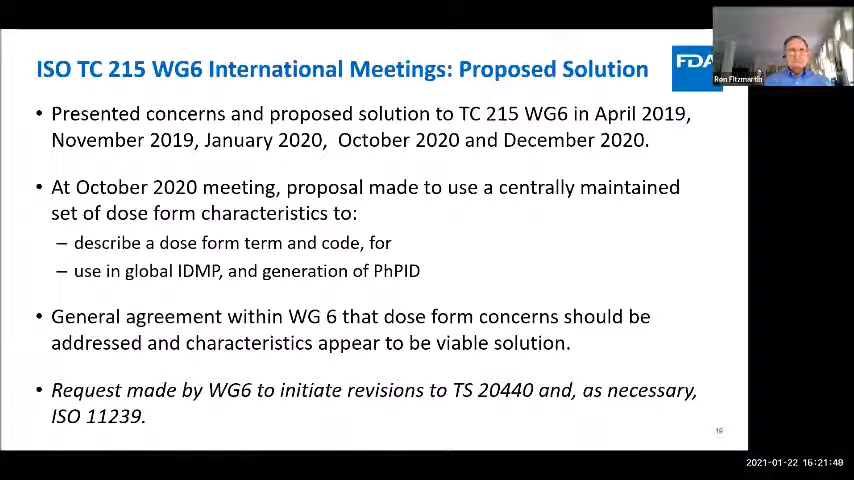 ISO TC 215 WG6 International Meetings: Proposed Solution
FDA
Ron Fitzmartin
• Presented concerns and proposed solution to TC 215 WG6 in April 2019,
November 2019, January 2020, October 2020 and December 2020.
• At October 2020 meeting, proposal made to use a centrally maintained
set of dose form characteristics to:
– describe a dose form term and code, for
– use in global IDMP, and generation of PhPID
• General agreement within WG 6 that dose form concerns should be
addressed and characteristics appear to be viable solution.
• Request made by WG6 to initiate revisions to TS 20440 and, as necessary,
ISO 11239.
19
2021-01-22 16:21:48